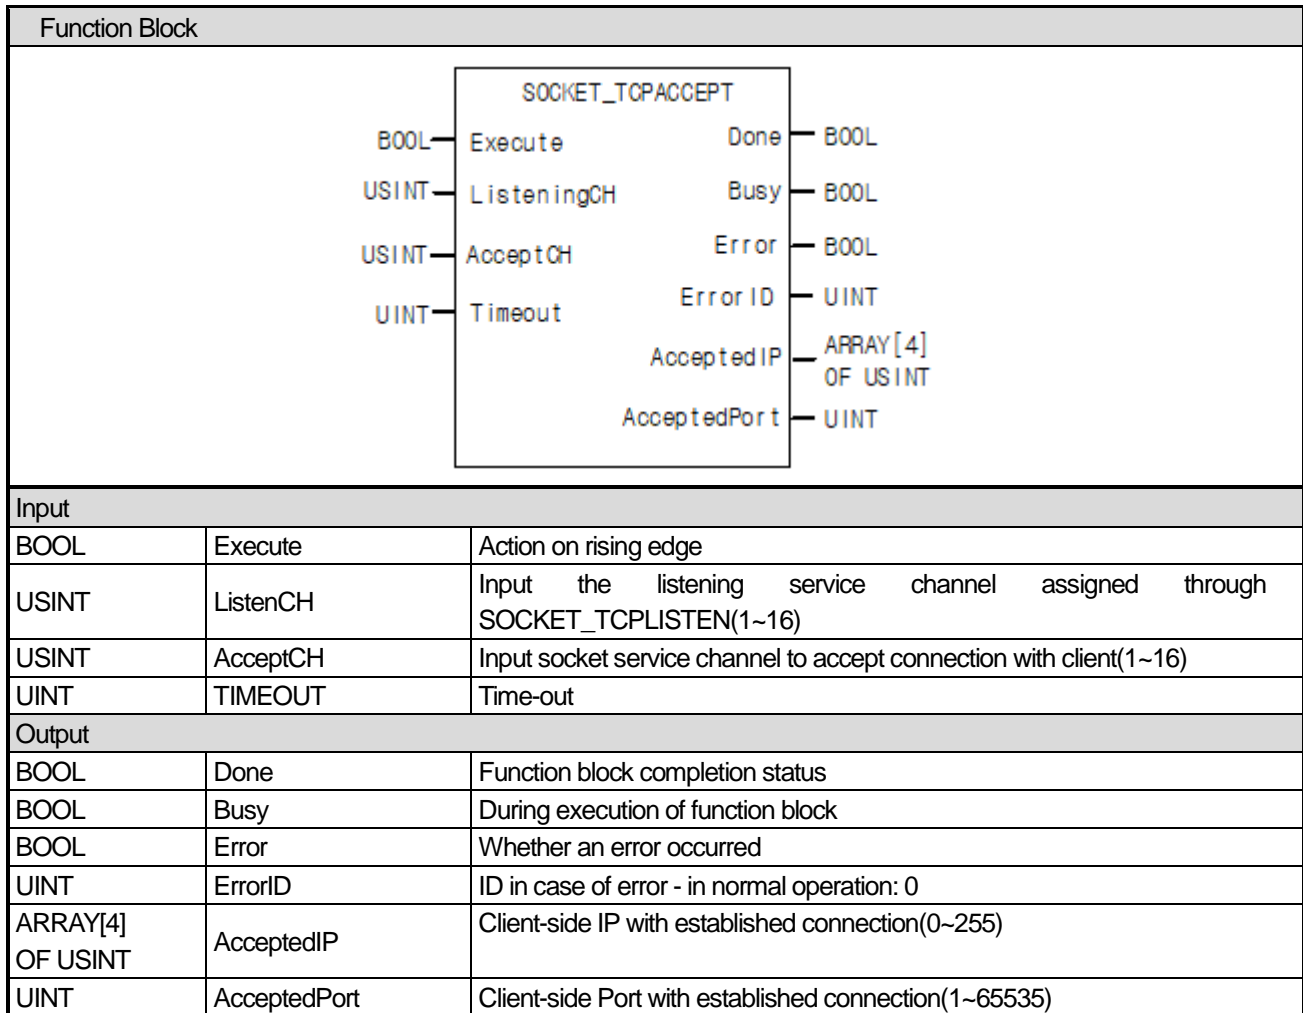 Function Block
SOCKET_TCPACCEPT
BOOL Execute Done BOOL
USINT ListeningCH Busy BOOL
USINT AcceptCH Error BOOL
UINT Timeout ErrorID UINT
AcceptedIP ARRAY[4]
OF USINT
AcceptedPort UINT
Input
BOOL Execute Action on rising edge
USINT ListenCH Input the listening service channel assigned through
SOCKET_TCPLISTEN(1~16)
USINT AcceptCH Input socket service channel to accept connection with client(1~16)
UINT TIMEOUT Time-out
Output
BOOL Done Function block completion status
BOOL Busy During execution of function block
BOOL Error Whether an error occurred
UINT ErrorID ID in case of error - in normal operation: 0
ARRAY[4]
OF USINT AcceptedIP Client-side IP with established connection(0~255)
UINT AcceptedPort Client-side Port with established connection(1~65535)